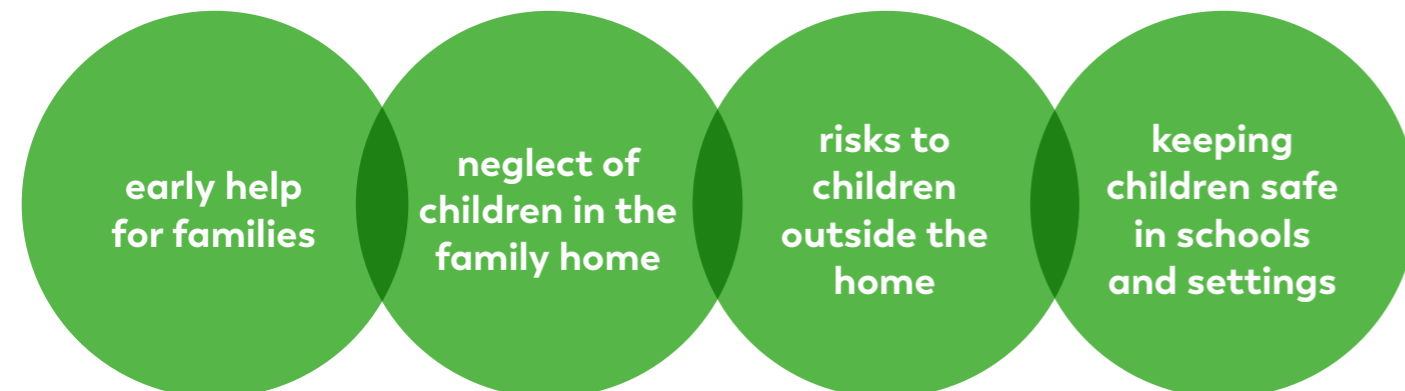 early help
for families
neglect of
children in the
family home
risks to
children
outside the
home
keeping
children safe
in schools
and settings